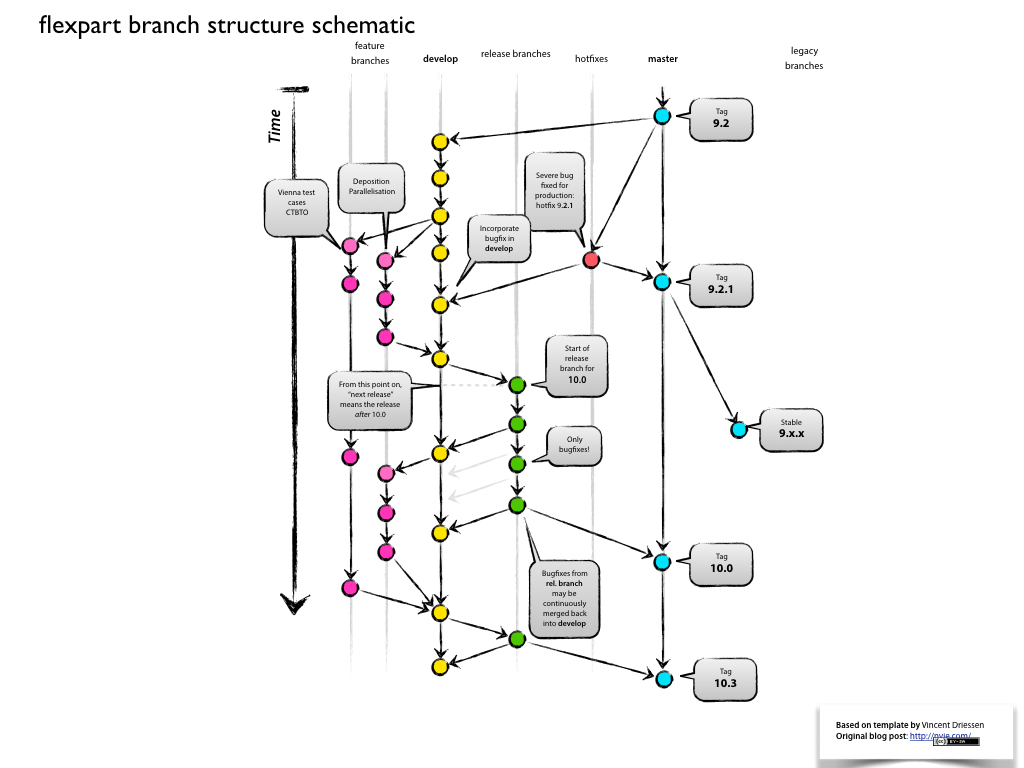 flexpart branch structure schematic
feature
branches
develop
release branches
hotfixes
master
legacy
branches
Time
Tag
9.2
Severe bug
fixed for
production:
hotfix 9.2.1
Deposition
Parallelisation
Vienna test
cases
CTBTO
Incorporate
bugfix in
develop
Tag
9.2.1
Start of
release
branch for
10.0
From this point on,
“next release”
means the release
after 10.0
Stable
9.x.x
Only
bugfixes!
Tag
10.0
Bugfixes from
rel. branch
may be
continuously
merged back
into develop
Tag
10.3
Based on template by Vincent Driessen
Original blog post: http://nvie.com/
(cc) BY-SA